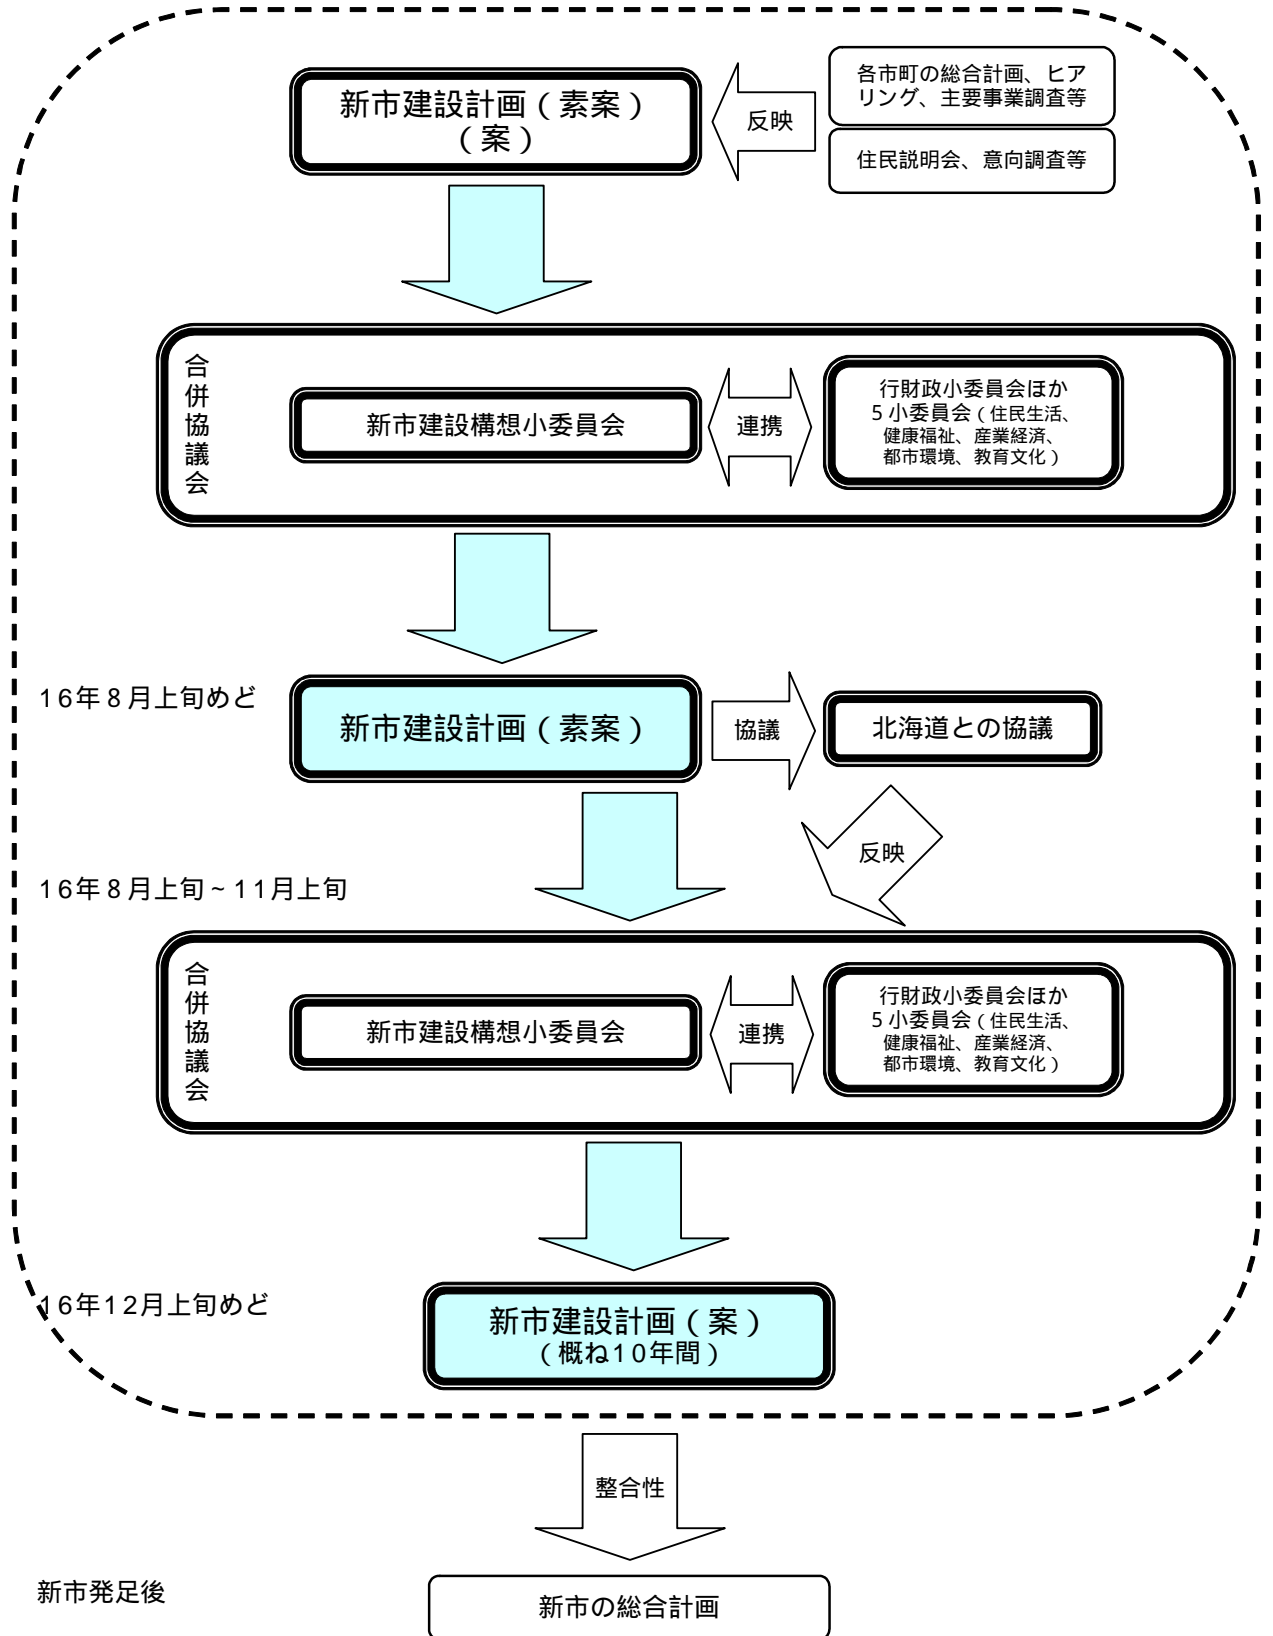 新市建設計画（素案）
（案）
反映
各市町の総合計画、ヒア
リング、主要事業調査等
住民説明会、意向調査等
合併協議会
新市建設構想小委員会
連携
行財政小委員会ほか
5小委員会（住民生活、
健康福祉、産業経済、
都市環境、教育文化）
16年8月上旬めど
新市建設計画（素案）
協議
北海道との協議
反映
16年8月上旬~11月上旬
合併協議会
新市建設構想小委員会
連携
行財政小委員会ほか
5小委員会（住民生活、
健康福祉、産業経済、
都市環境、教育文化）
16年12月上旬めど
新市建設計画（案）
（概ね10年間）
整合性
新市発足後
新市の総合計画